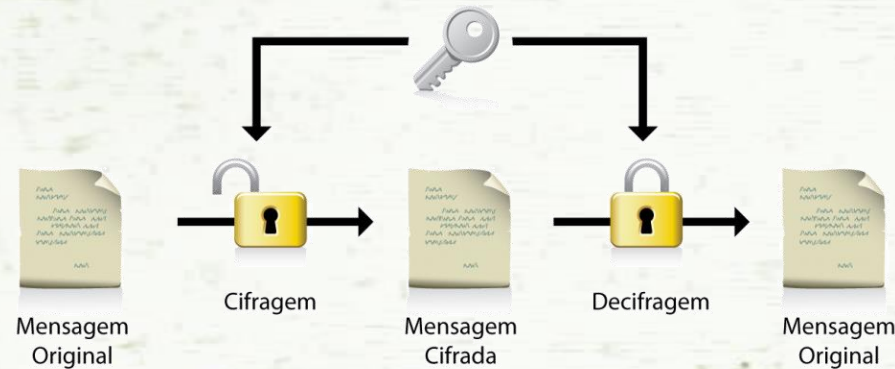 Cifragem
Decifragem
Mensagem
Original
Mensagem
Cifrada
Mensagem
Original